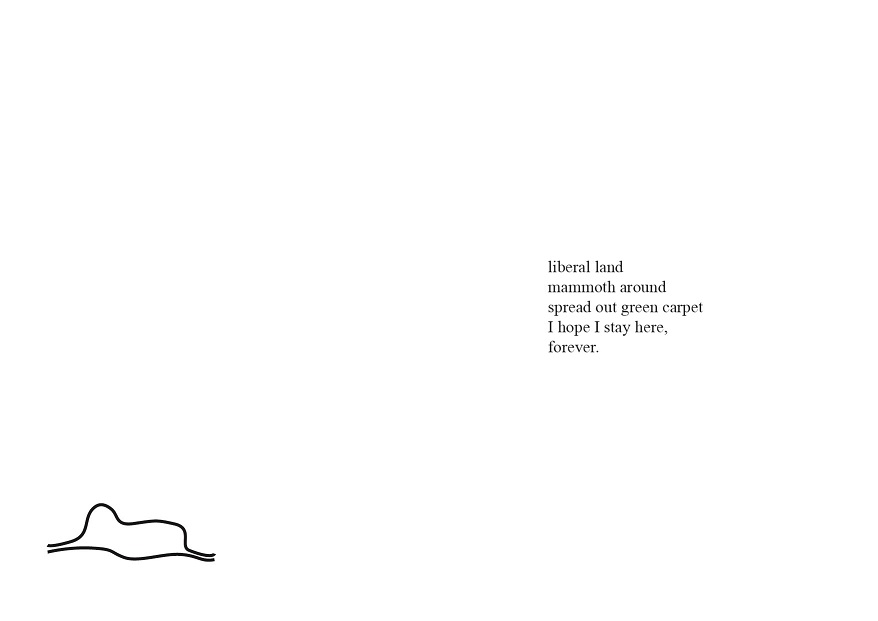 liberal land
mammoth around
spread out green carpet
I hope I stay here,
forever.